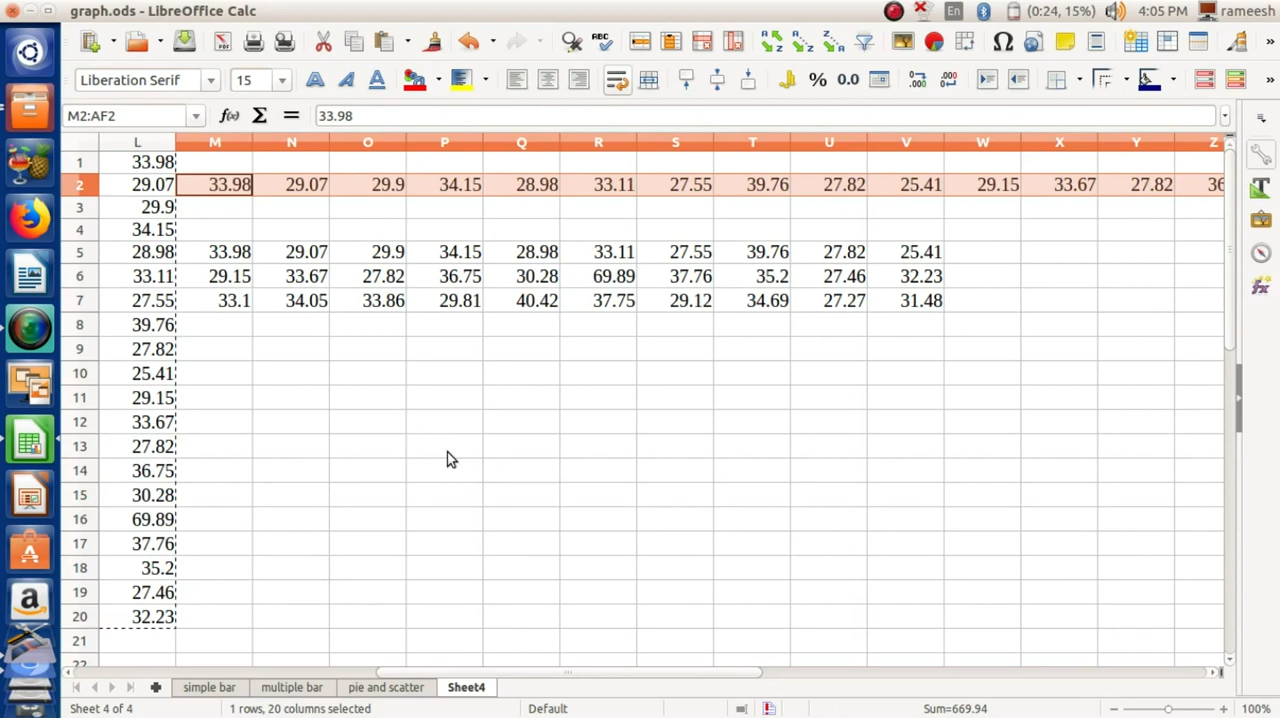 graph.ods - LibreOffice Calc En (0:24, 15%) 4:05 PM rameesh
Liberation Serif 15 % 0.0
M2:AF2 33.98
L M N O P Q R S T U V W X Y Z
1 33.98
2 29.07 33.98 29.07 29.9 34.15 28.98 33.11 27.55 39.76 27.82 25.41 29.15 33.67 27.82 36
3 29.9
4 34.15
5 28.98 33.98 29.07 29.9 34.15 28.98 33.11 27.55 39.76 27.82 25.41
6 33.11 29.15 33.67 27.82 36.75 30.28 69.89 37.76 35.2 27.46 32.23
7 27.55 33.1 34.05 33.86 29.81 40.42 37.75 29.12 34.69 27.27 31.48
8 39.76
9 27.82
10 25.41
11 29.15
12 33.67
13 27.82
14 36.75
15 30.28
16 69.89
17 37.76
18 35.2
19 27.46
20 32.23
21
22
simple bar multiple bar pie and scatter Sheet4
Sheet 4 of 4 1 rows, 20 columns selected Default Sum=669.94 100%